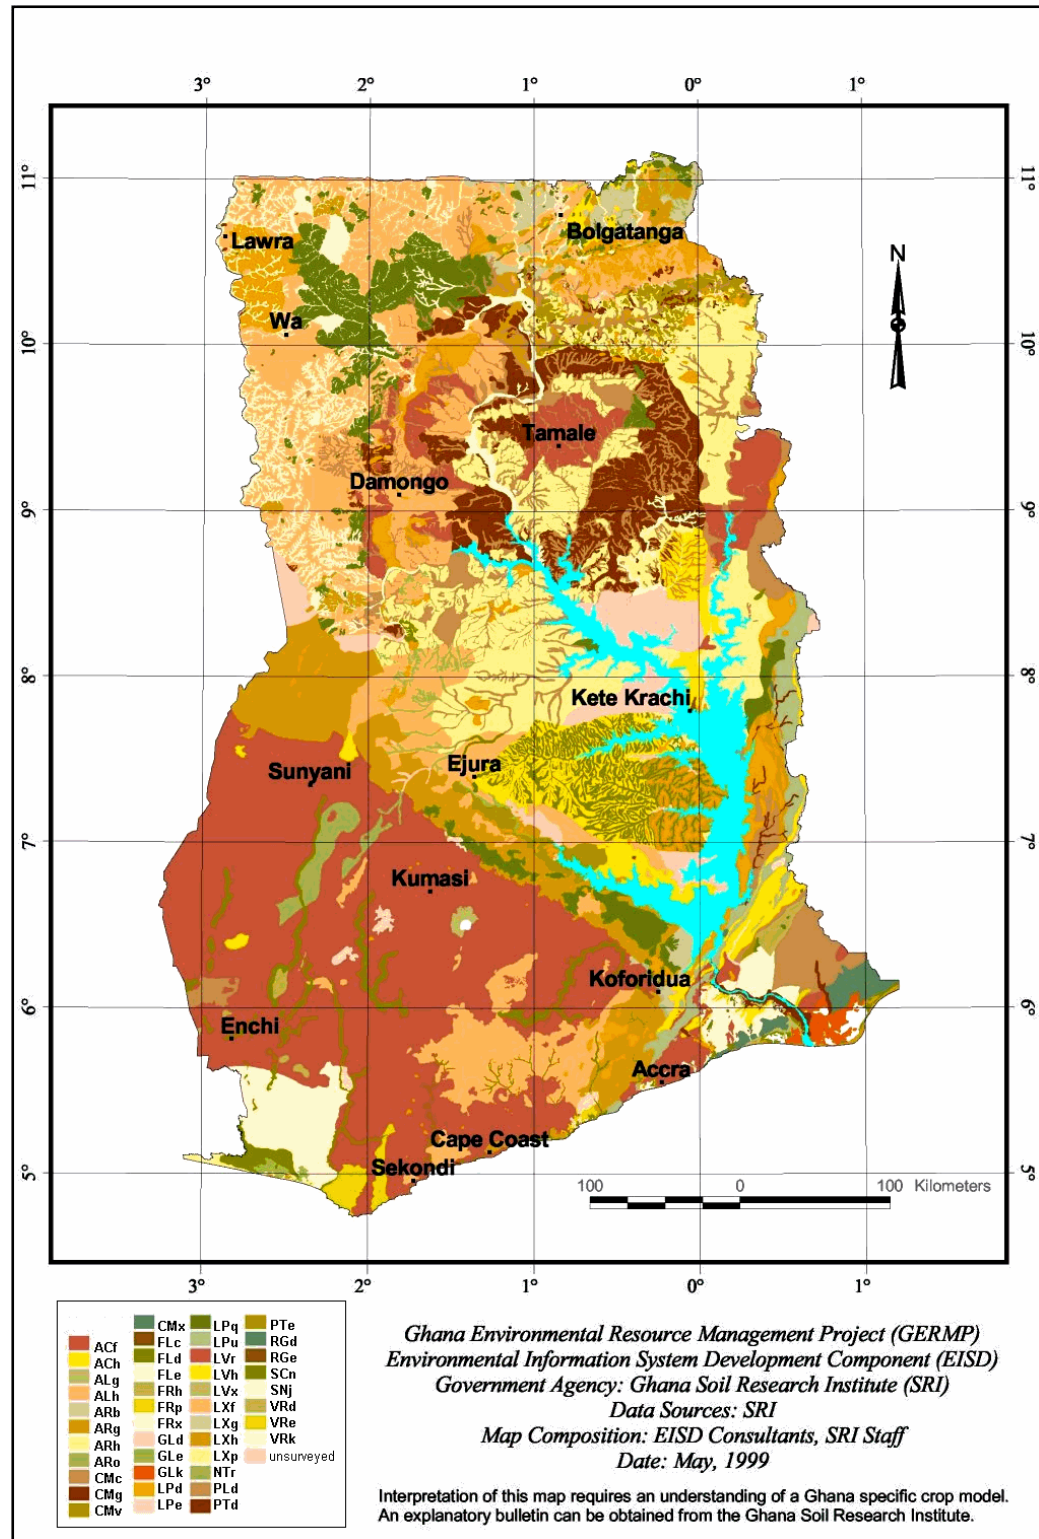 3° 2° 1° 0° 1°
11° 11°
Bolgatanga
Lawra
N
Wa
10° 10°
Tamale
Damongo
9° 9°
8° 8°
Kete Krachi
Ejura
Sunyani
7° 7°
Kumasi
Koforidua
6° 6°
Enchi
Accra
Cape Coast
Sekondi
5° 5°
100 0 100 Kilometers
3° 2° 1° 0° 1°
ACf
ACh
ALg
ALh
ARb
ARg
ARh
ARo
CMc
CMg
CMv
CMx
FLc
FLd
FLe
FRh
FRp
FRx
GLd
GLe
GLk
LPd
LPe
LPq
LPu
LVr
LVh
LVx
LXf
LXg
LXh
LXp
NTr
PLd
PTd
PTe
RGd
RGe
SCn
SNj
VRd
VRe
VRk
unsurveyed
Ghana Environmental Resource Management Project (GERMP)
Environmental Information System Development Component (EISD)
Government Agency: Ghana Soil Research Institute (SRI)
Data Sources: SRI
Map Composition: EISD Consultants, SRI Staff
Date: May, 1999
Interpretation of this map requires an understanding of a Ghana specific crop model.
An explanatory bulletin can be obtained from the Ghana Soil Research Institute.